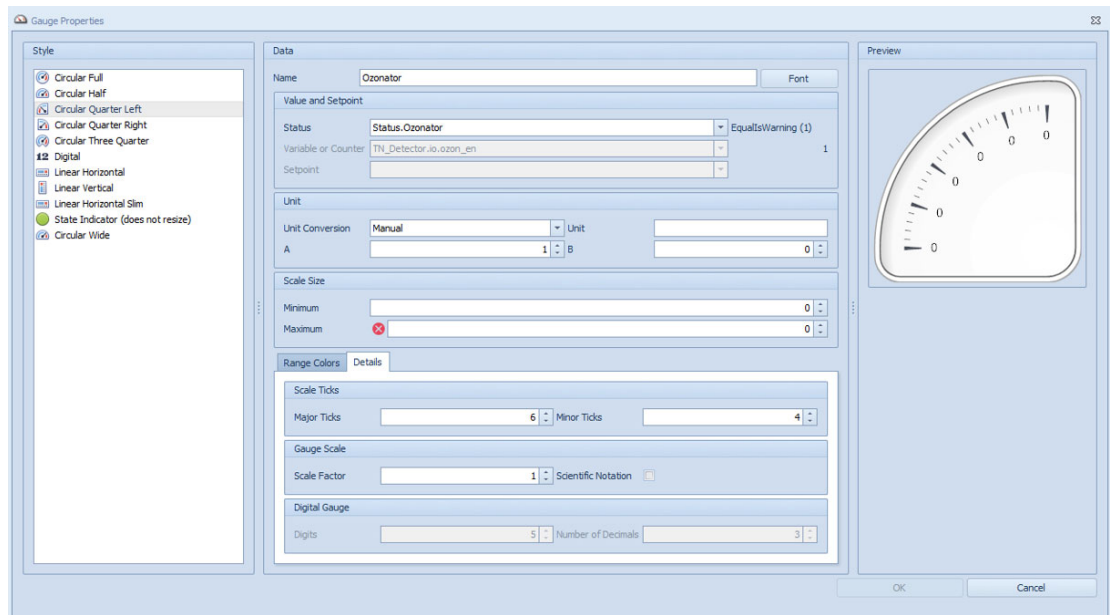 Gauge Properties
Style
Circular Full
Circular Half
Circular Quarter Left
Circular Quarter Right
Circular Three Quarter
12 Digital
Linear Horizontal
Linear Vertical
Linear Horizontal Slim
State Indicator (does not resize)
Circular Wide
Data
Name Ozonator Font
Value and Setpoint
Status Status.Ozonator EqualIsWarning (1)
Variable or Counter TN_Detector.io.ozon_en 1
Setpoint
Unit
Unit Conversion Manual Unit
A 1 B 0
Scale Size
Minimum 0
Maximum 0
Range Colors Details
Scale Ticks
Major Ticks 6 Minor Ticks 4
Gauge Scale
Scale Factor 1 Scientific Notation
Digital Gauge
Digits 5 Number of Decimals 3
Preview
0
0
0
0
0
0
OK Cancel